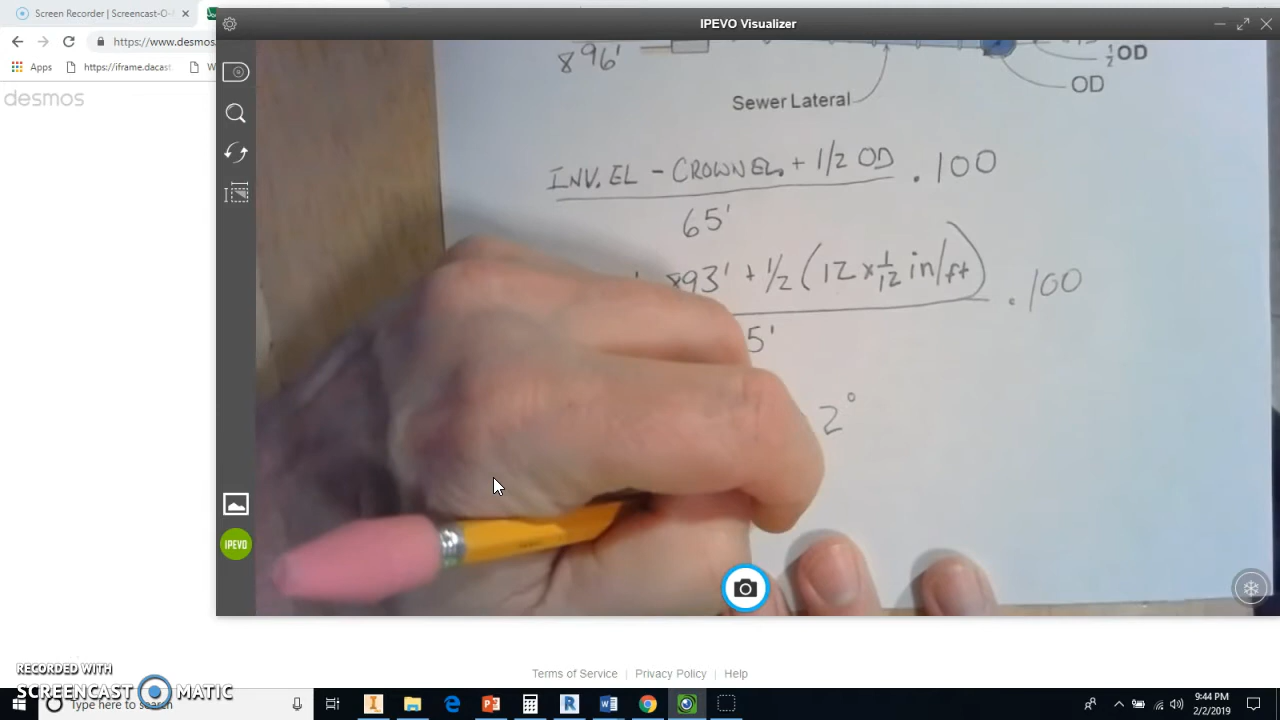 Screen Recorder | Screencast-O-
IPEVO Visualizer
https://www.desmos.
Apps
https://iframe.dacast
W
desmos
896'
1/2 OD
OD
Sewer Lateral
INV. EL - CROWN EL. + 1/2 OD . 100
65'
893' + 1/2 (12 x 1/12 in/ft) . 100
5'
2°
IPEVO
Terms of Service | Privacy Policy | Help
RECORDED WITH
SCREENCAST MATIC
Type here to search
9:44 PM
2/2/2019